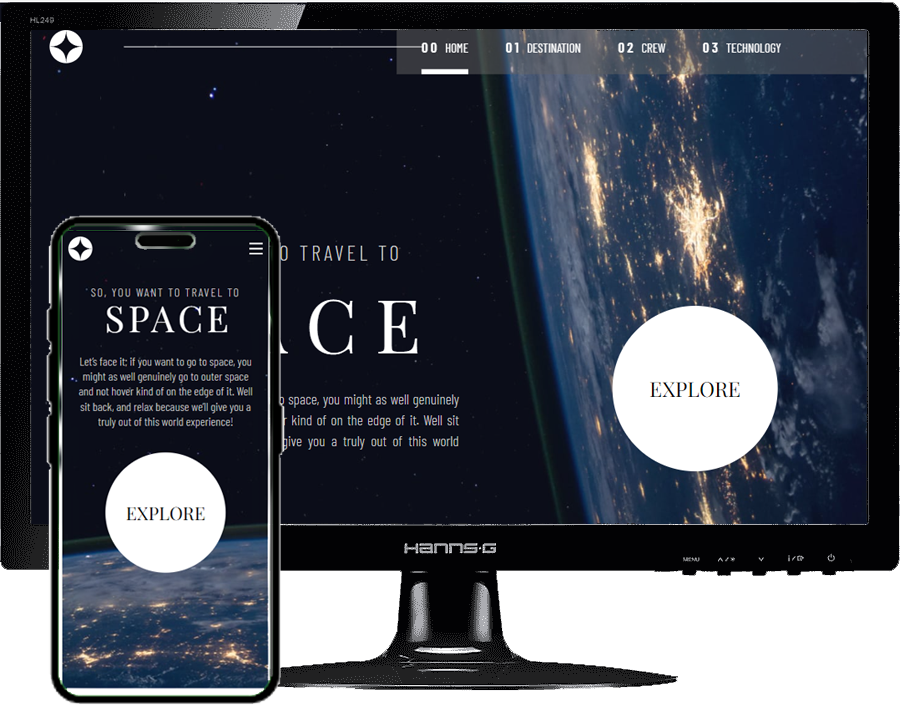 HL249
00 HOME 01 DESTINATION 02 CREW 03 TECHNOLOGY
O TRAVEL TO
ACE
space, you might as well genuinely
kind of on the edge of it. Well sit
give you a truly out of this world
EXPLORE
SO, YOU WANT TO TRAVEL TO
SPACE
Let's face it; if you want to go to space, you
might as well genuinely go to outer space
and not hover kind of on the edge of it. Well
sit back, and relax because we'll give you a
truly out of this world experience!
EXPLORE
HANNS·G
MENU